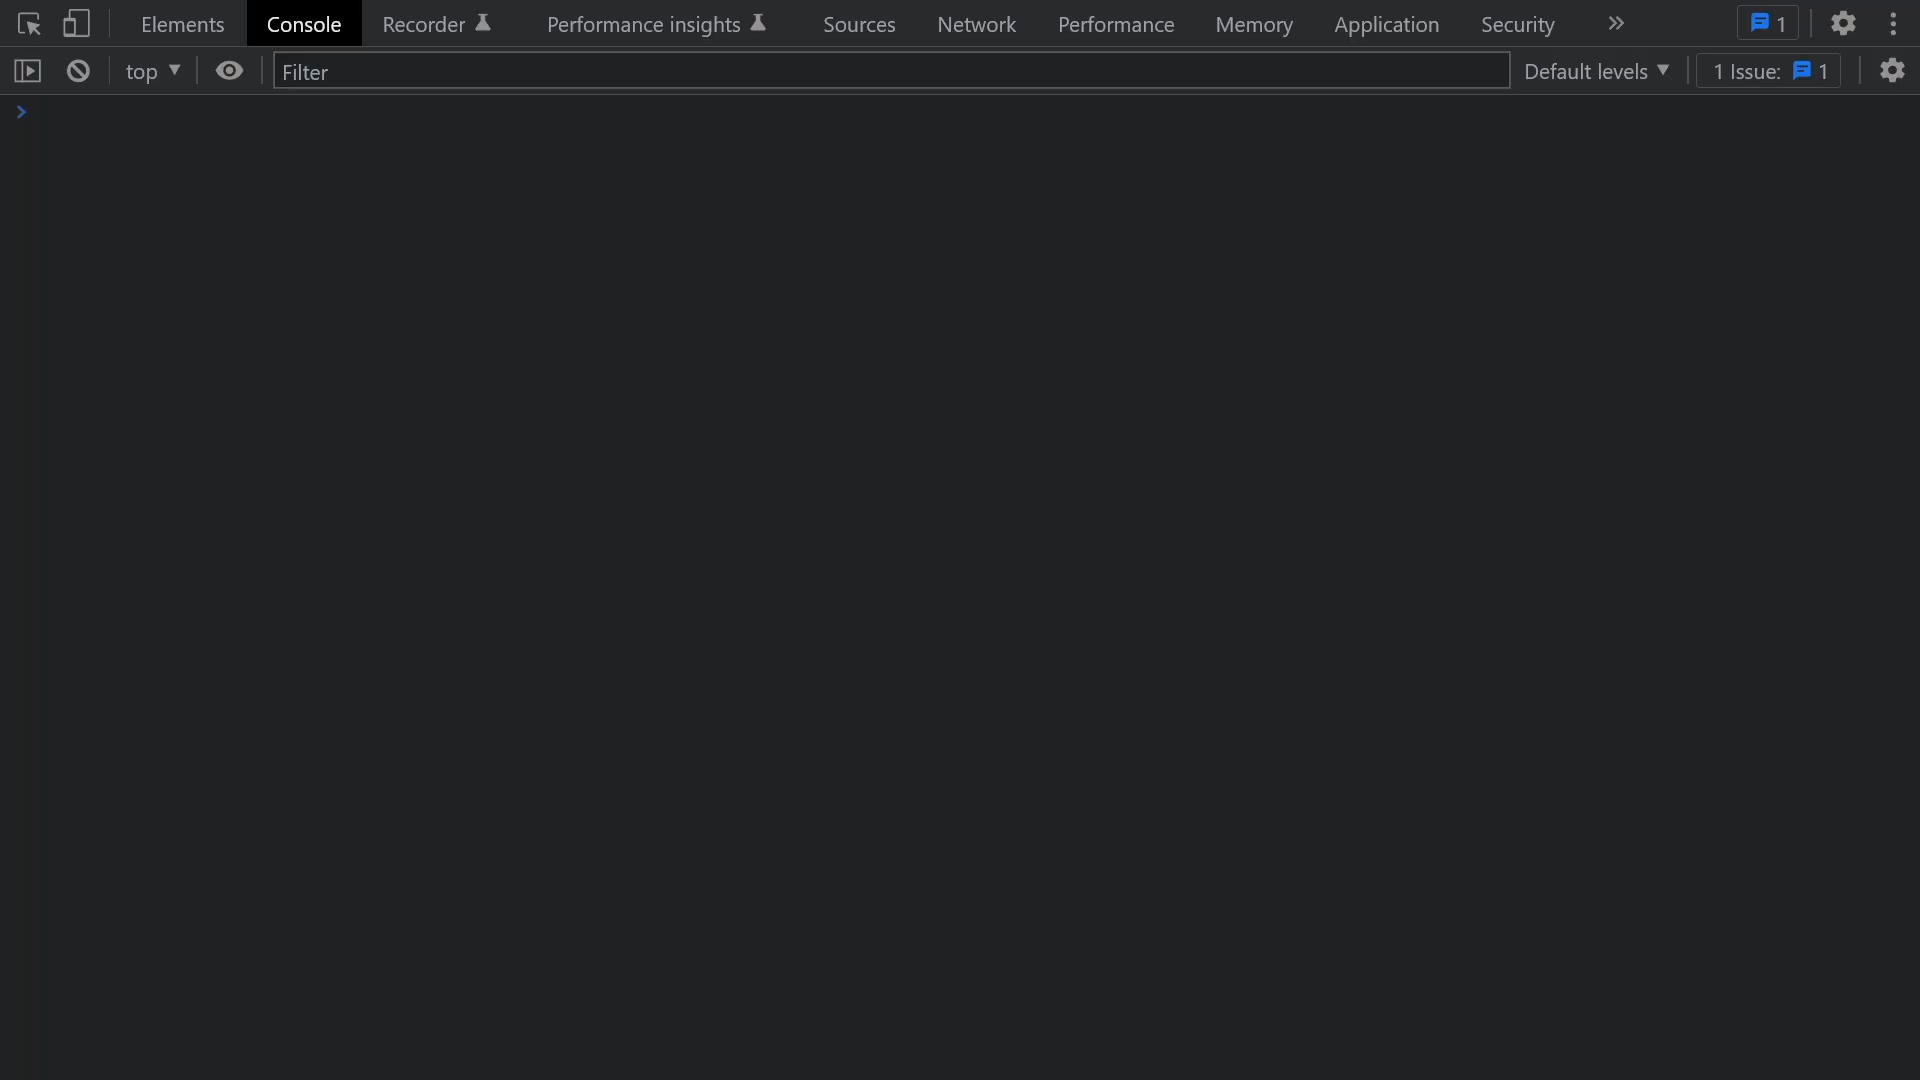 Elements Console Recorder Performance insights Sources Network Performance Memory Application Security 1
top Filter Default levels 1 Issue: 1